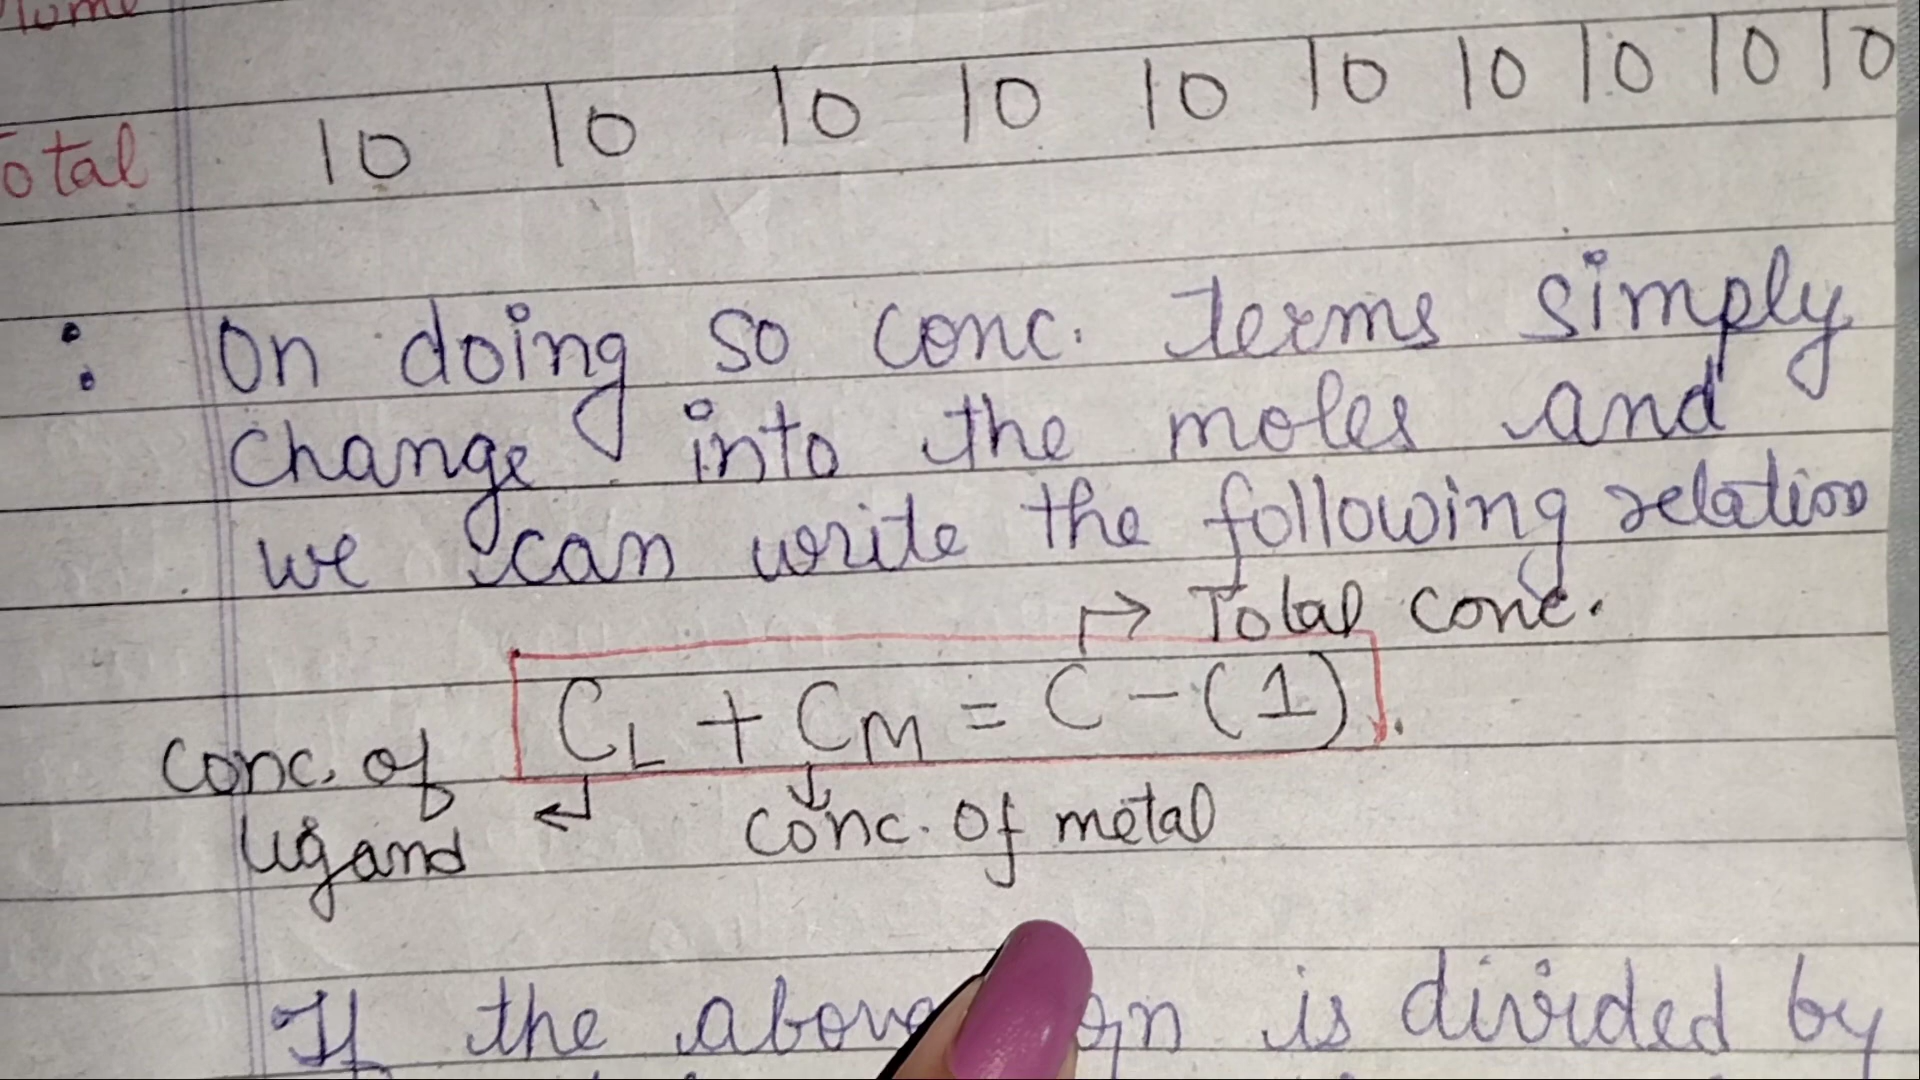 otal 10 10 10 10 10 10 10 10 10 10
: On doing so conc. terms simply
change into the moles and
we can write the following relation
→ Total conc.
CL + CM = C - (1)
conc. of
ligand
conc. of metal
If the above is divided by